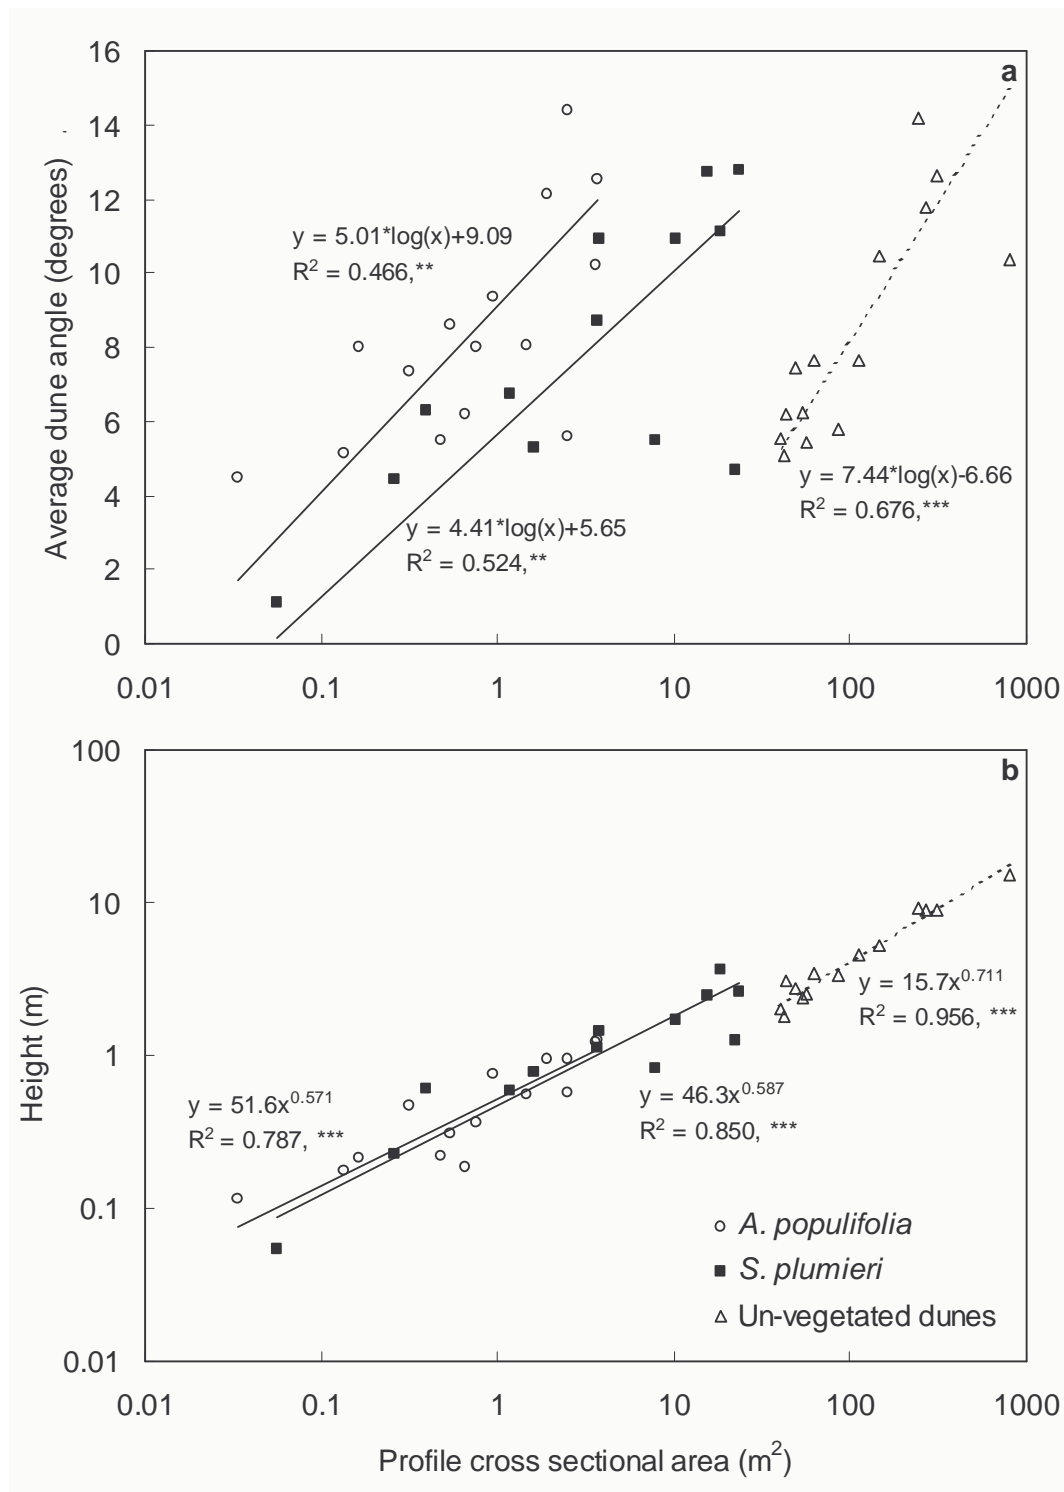 16
a
14
12
10
8
6
4
2
0
Average dune angle (degrees)
y = 5.01*log(x)+9.09
R² = 0.466,**
y = 4.41*log(x)+5.65
R² = 0.524,**
y = 7.44*log(x)-6.66
R² = 0.676,***
0.01 0.1 1 10 100 1000
100
b
10
1
0.1
0.01
Height (m)
y = 15.7x^0.711
R² = 0.956, ***
y = 51.6x^0.571
R² = 0.787, ***
y = 46.3x^0.587
R² = 0.850, ***
A. populifolia
S. plumieri
Un-vegetated dunes
0.01 0.1 1 10 100 1000
Profile cross sectional area (m²)